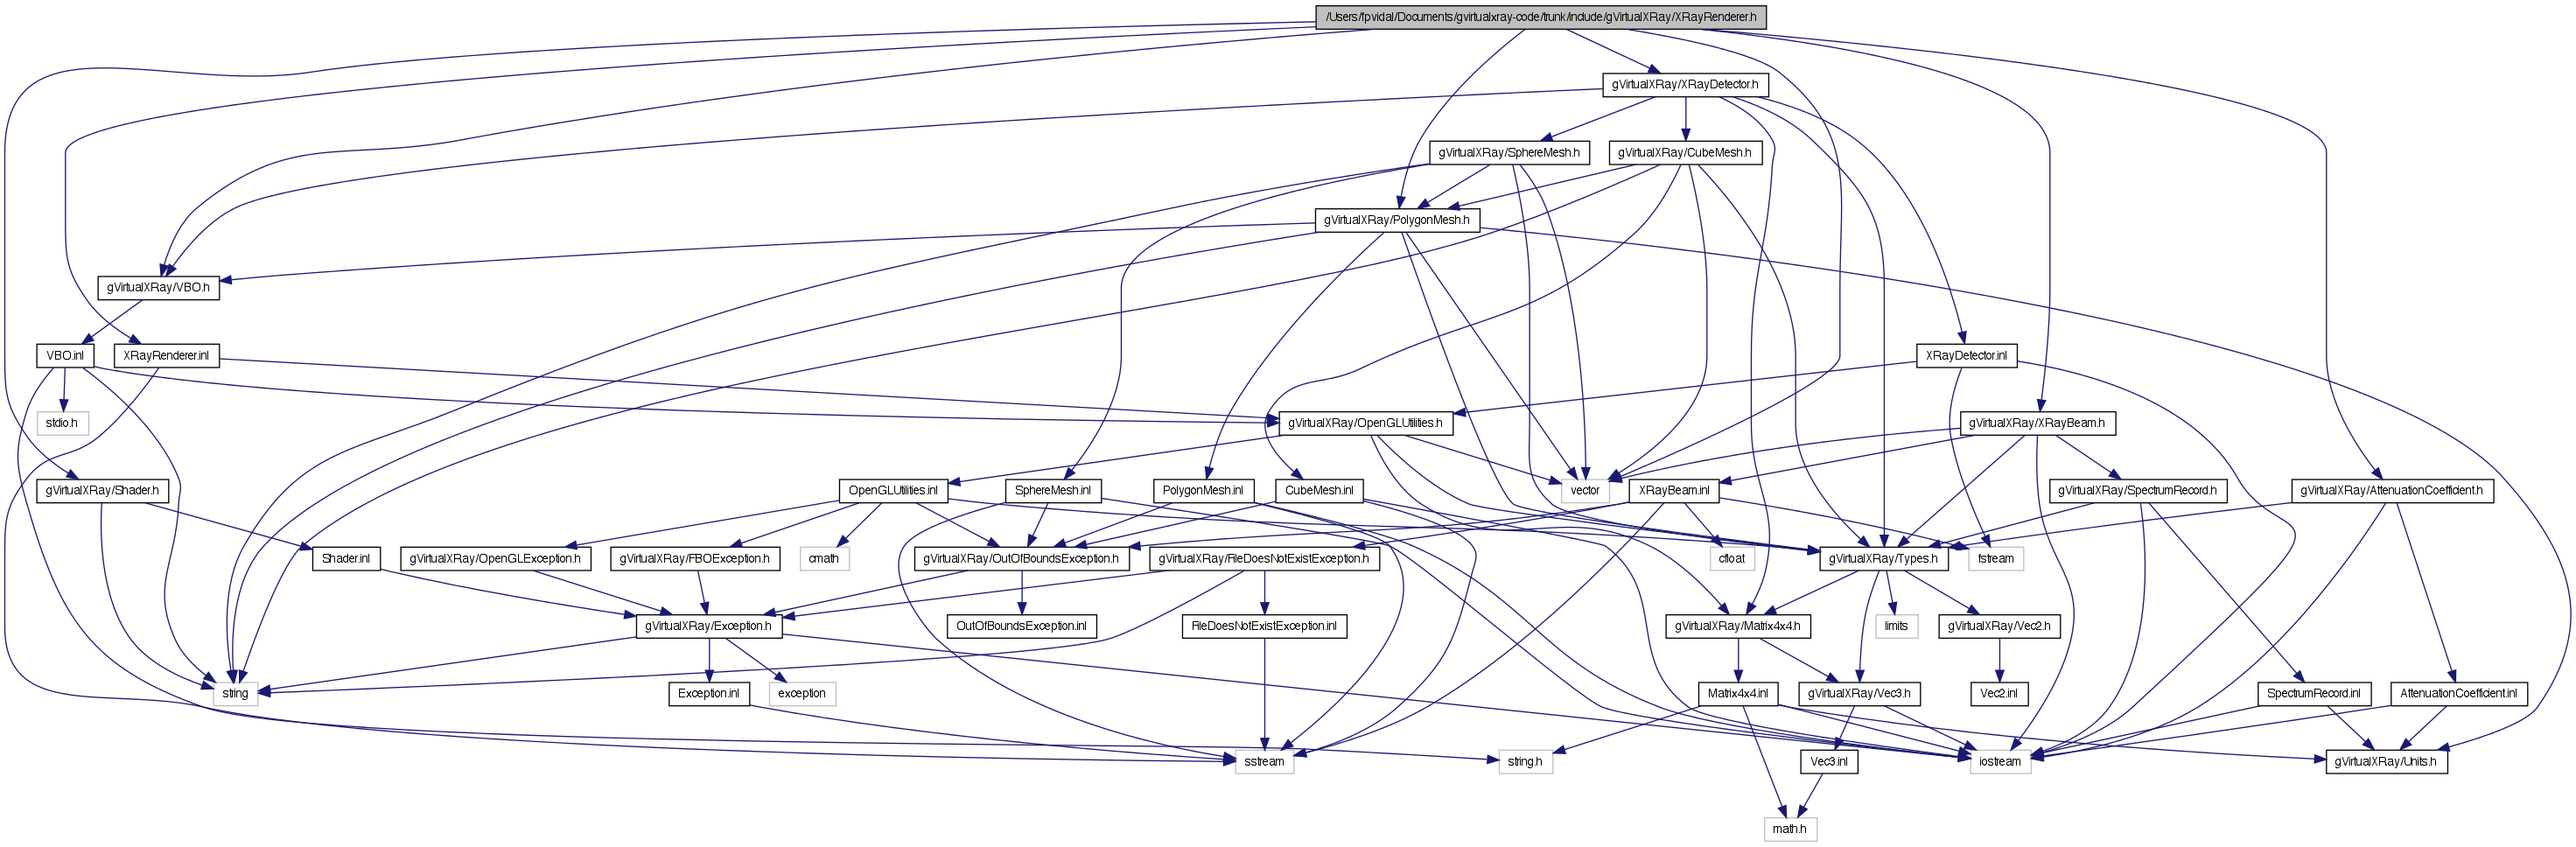 /Users/fpvidal/Documents/gvirtualxray-code/trunk/include/gVirtualXRay/XRayRenderer.h
gVirtualXRay/XRayDetector.h
gVirtualXRay/SphereMesh.h
gVirtualXRay/CubeMesh.h
gVirtualXRay/PolygonMesh.h
gVirtualXRay/VBO.h
VBO.inl
XRayRenderer.inl
XRayDetector.inl
stdio.h
gVirtualXRay/OpenGLUtilities.h
gVirtualXRay/XRayBeam.h
gVirtualXRay/Shader.h
OpenGLUtilities.inl
SphereMesh.inl
PolygonMesh.inl
CubeMesh.inl
vector
XRayBeam.inl
gVirtualXRay/SpectrumRecord.h
gVirtualXRay/AttenuationCoefficient.h
Shader.inl
gVirtualXRay/OpenGLException.h
gVirtualXRay/FBOException.h
cmath
gVirtualXRay/OutOfBoundsException.h
gVirtualXRay/FileDoesNotExistException.h
cfloat
gVirtualXRay/Types.h
fstream
gVirtualXRay/Exception.h
OutOfBoundsException.inl
FileDoesNotExistException.inl
gVirtualXRay/Matrix4x4.h
limits
gVirtualXRay/Vec2.h
string
Exception.inl
exception
Matrix4x4.inl
gVirtualXRay/Vec3.h
Vec2.inl
SpectrumRecord.inl
AttenuationCoefficient.inl
sstream
string.h
Vec3.inl
iostream
gVirtualXRay/Units.h
math.h